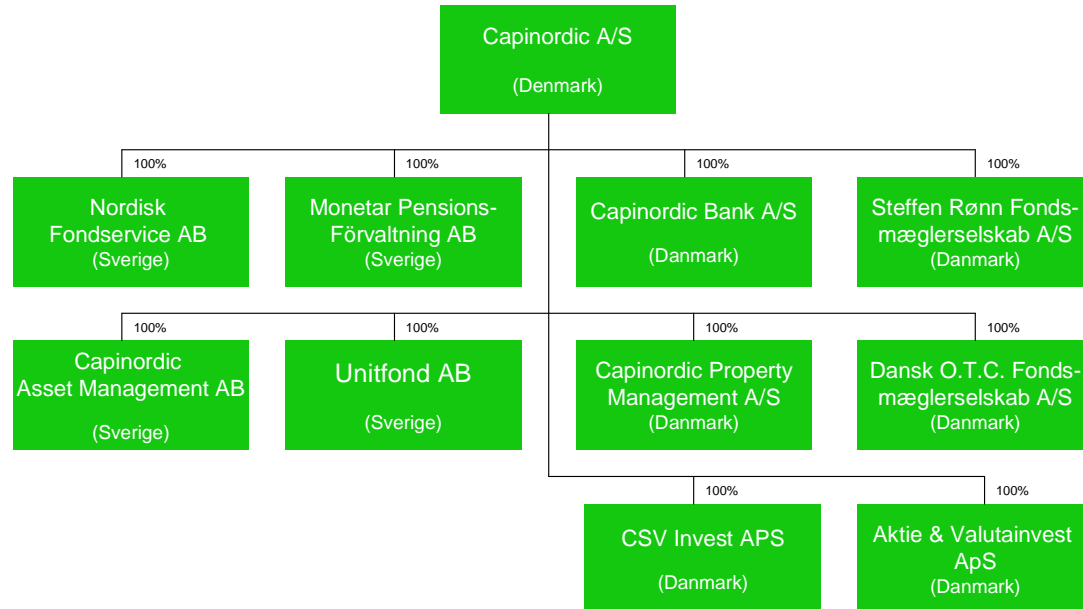 Capinordic A/S
(Denmark)
100%
100%
100%
100%
Nordisk
Fondservice AB
(Sverige)
Monetar Pensions-
Förvaltning AB
(Sverige)
Capinordic Bank A/S
(Danmark)
Steffen Rønn Fonds-
mæglerselskab A/S
(Danmark)
100%
100%
100%
100%
Capinordic
Asset Management AB
(Sverige)
Unitfond AB
(Sverige)
Capinordic Property
Management A/S
(Danmark)
Dansk O.T.C. Fonds-
mæglerselskab A/S
(Danmark)
100%
100%
CSV Invest APS
(Danmark)
Aktie & Valutainvest
ApS
(Danmark)